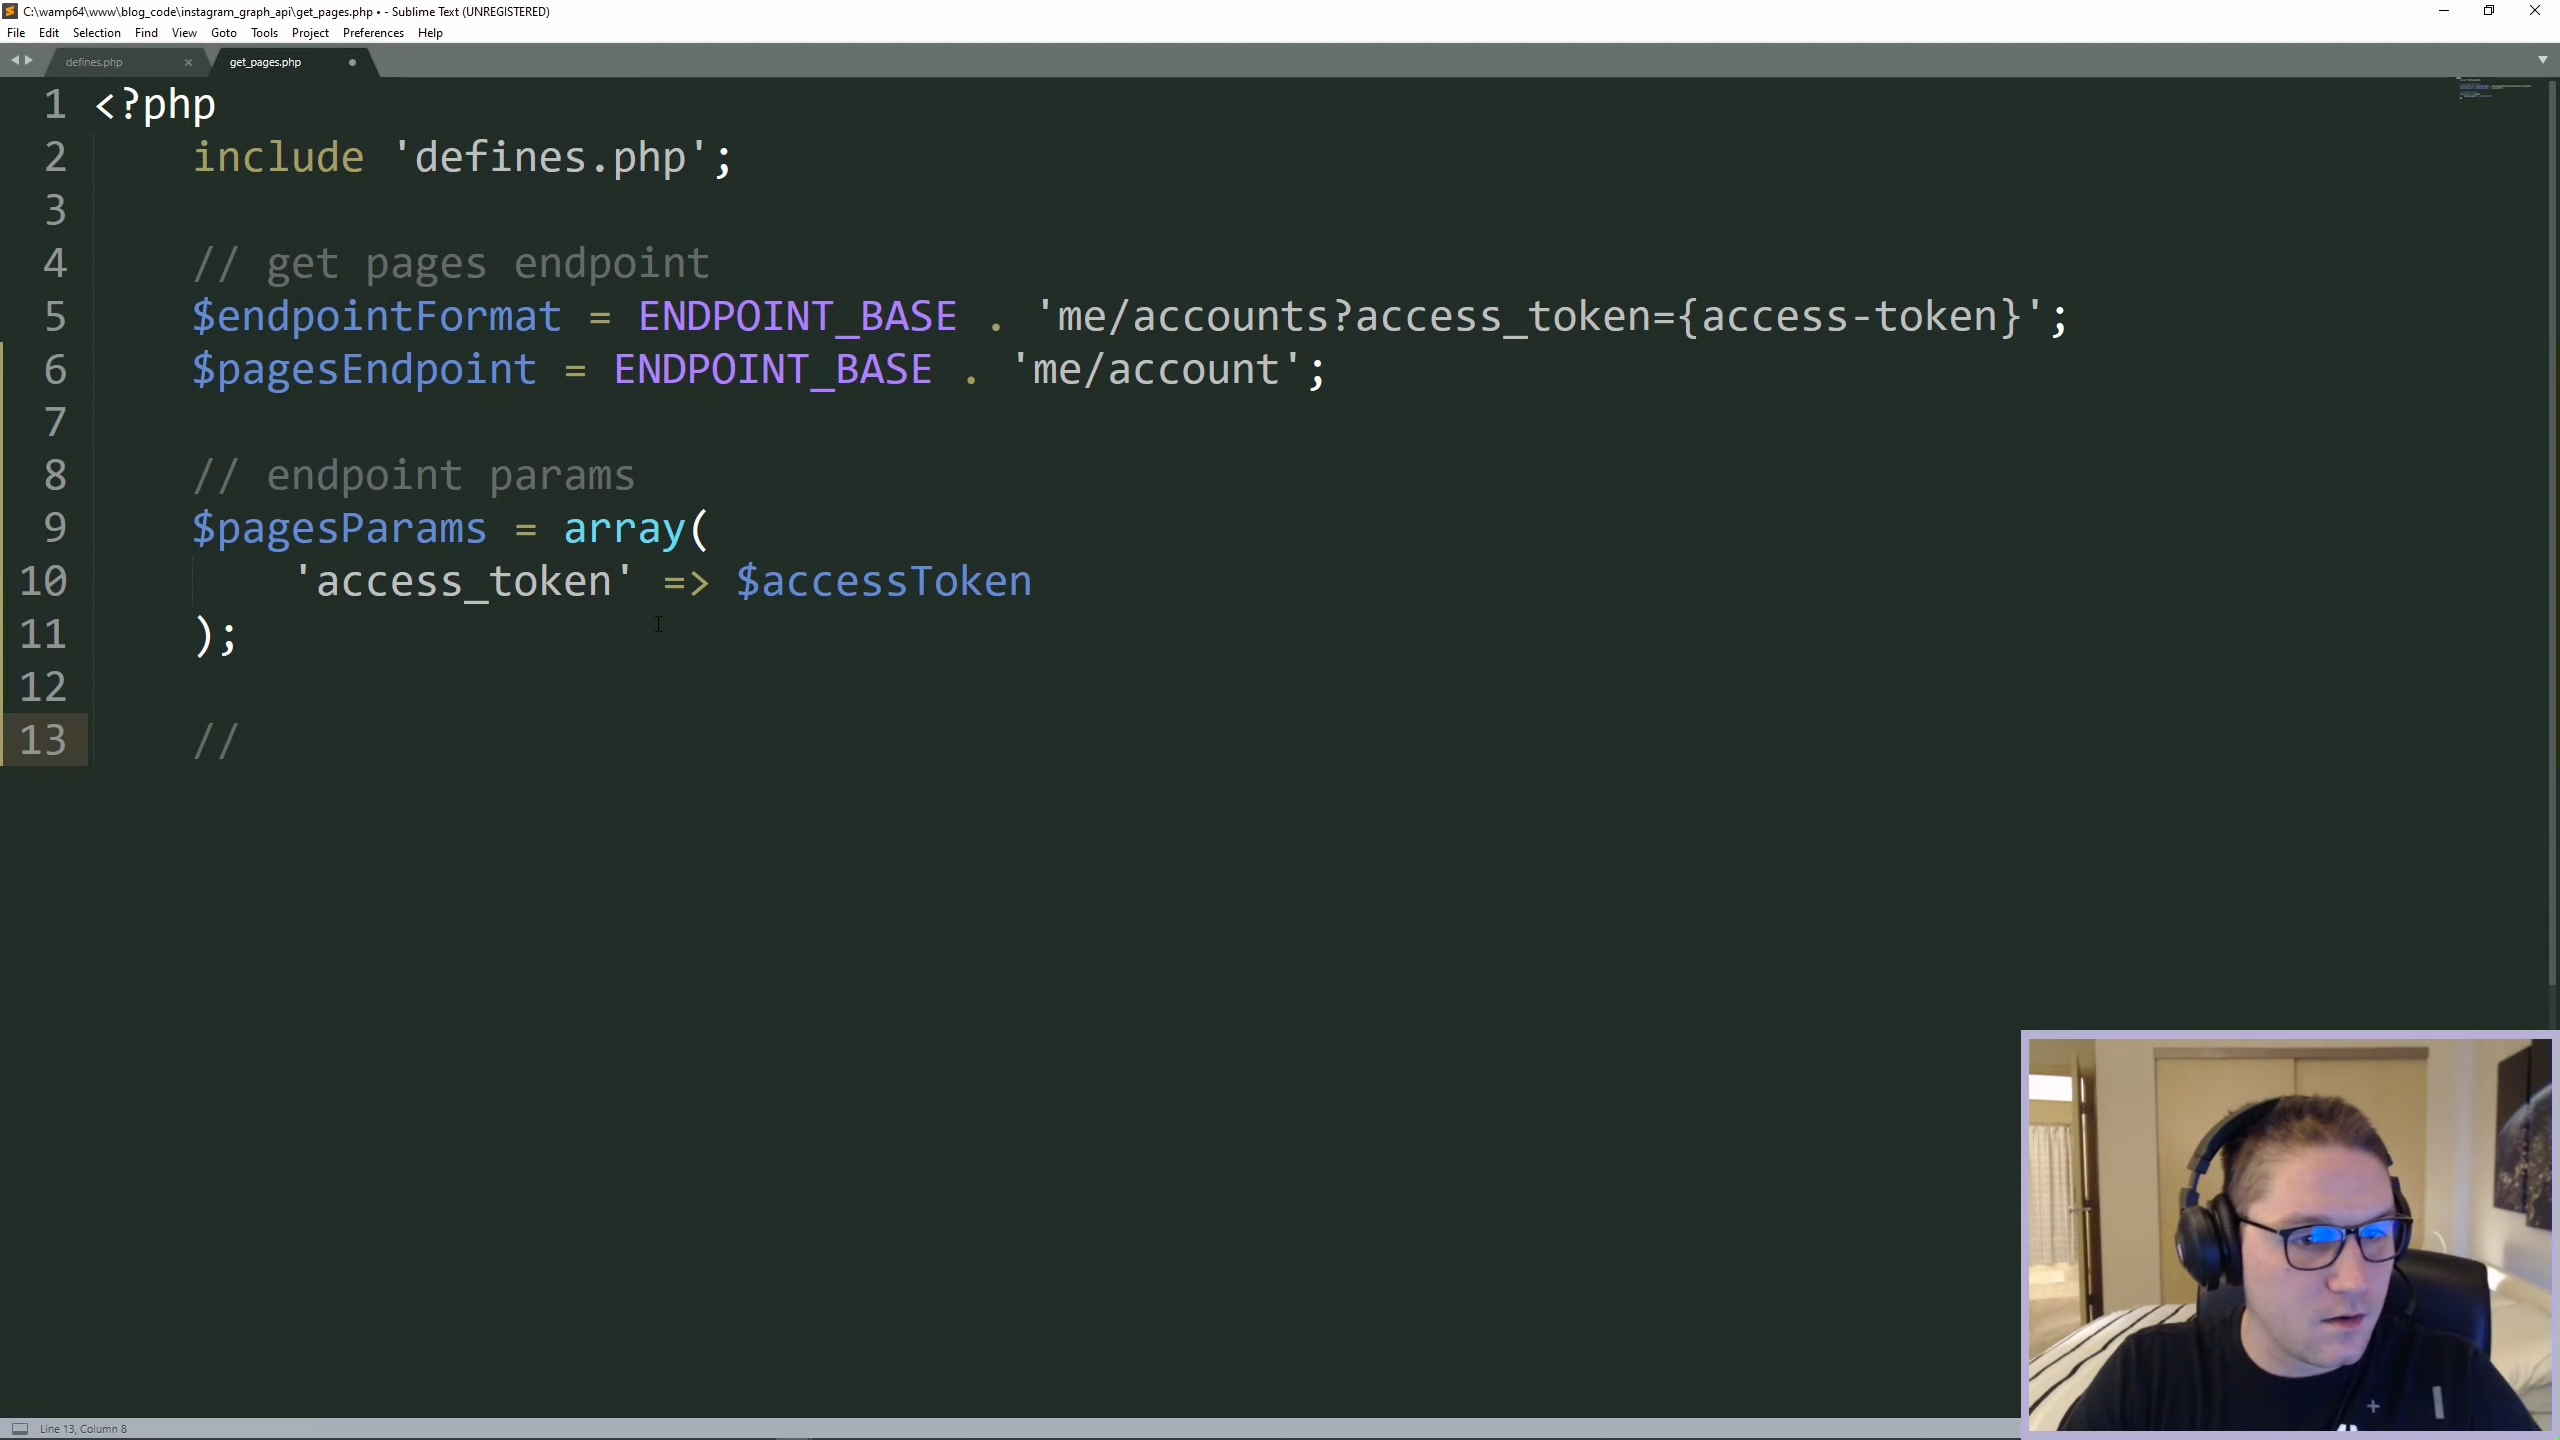 C:\wamp64\www\blog_code\instagram_graph_api\get_pages.php • - Sublime Text (UNREGISTERED)
File Edit Selection Find View Goto Tools Project Preferences Help
defines.php get_pages.php
1 <?php
2 include 'defines.php';
3
4 // get pages endpoint
5 $endpointFormat = ENDPOINT_BASE . 'me/accounts?access_token={access-token}';
6 $pagesEndpoint = ENDPOINT_BASE . 'me/account';
7
8 // endpoint params
9 $pagesParams = array(
10 'access_token' => $accessToken
11 );
12
13 //
Line 13, Column 8